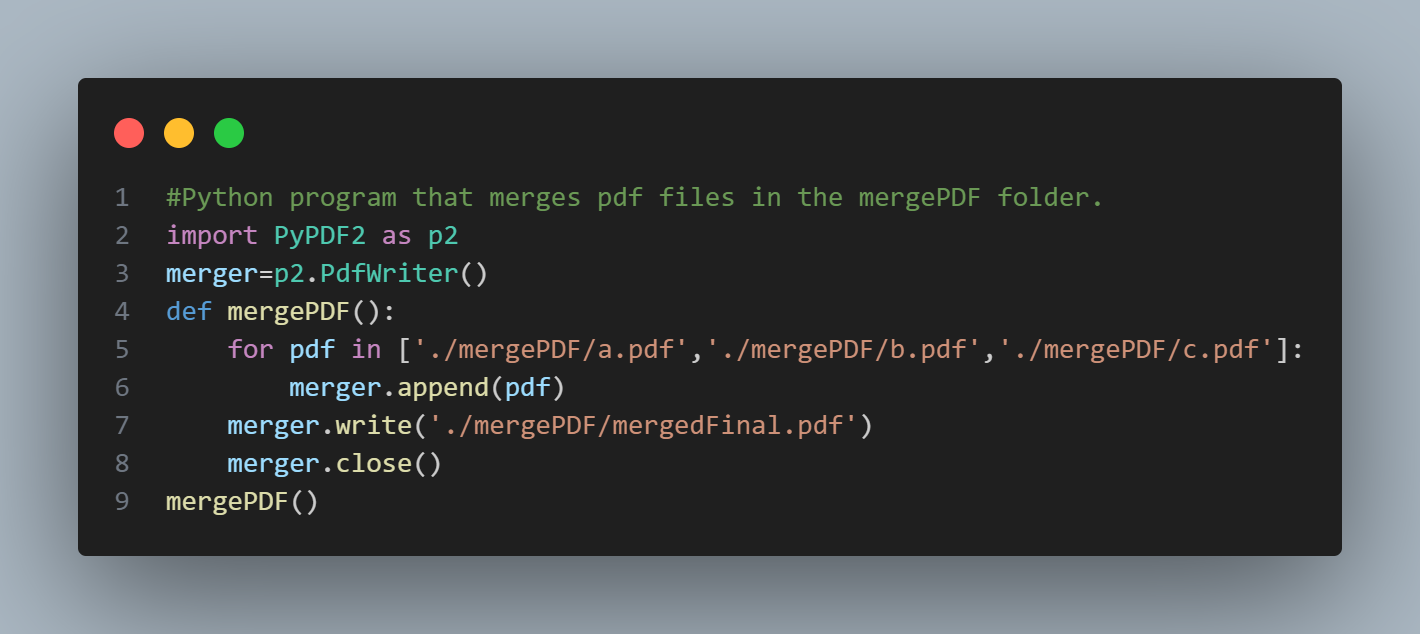 1 #Python program that merges pdf files in the mergePDF folder.
2 import PyPDF2 as p2
3 merger=p2.PdfWriter()
4 def mergePDF():
5     for pdf in ['./mergePDF/a.pdf','./mergePDF/b.pdf','./mergePDF/c.pdf']:
6         merger.append(pdf)
7     merger.write('./mergePDF/mergedFinal.pdf')
8     merger.close()
9 mergePDF()